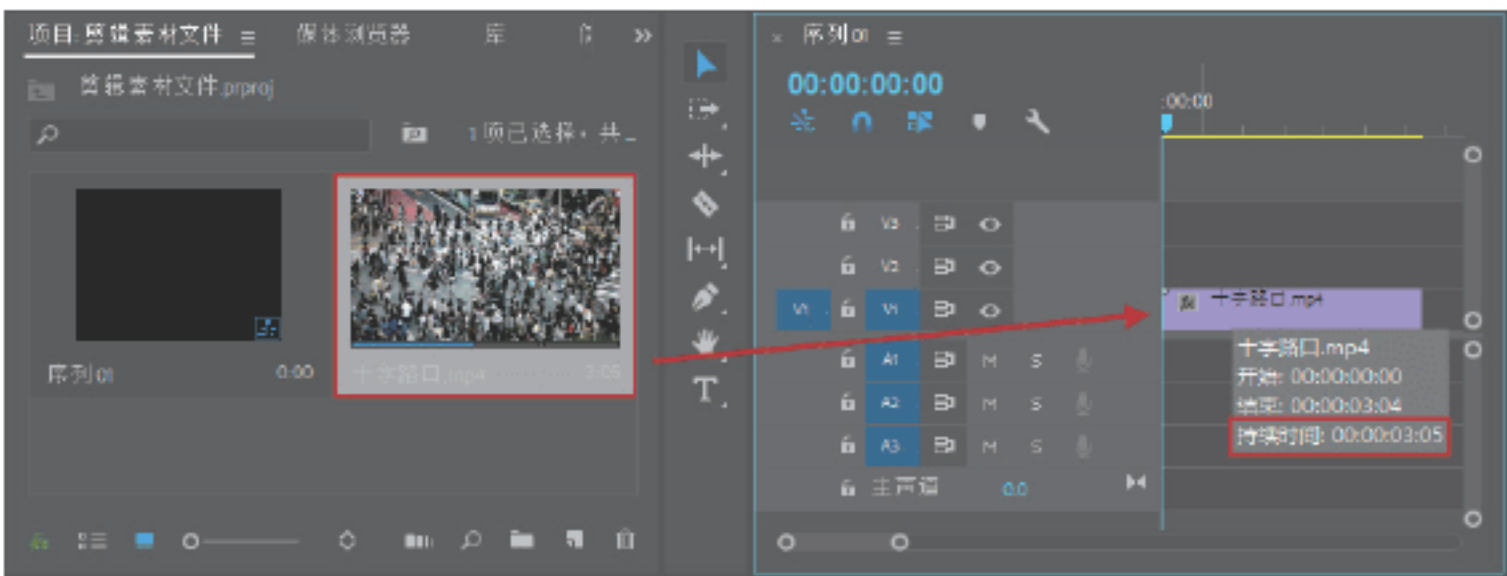 项目: 剪辑素材文件
媒体浏览器
库
剪辑素材文件.prproj
1项已选择，共
序列 01
0:00
十字路口.mp4
3:05
T
序列 01
00:00:00:00
:00:00
V3
V2
V1
V1
十字路口.mp4
A1
M
S
A2
M
S
A3
M
S
主声道
0.0
十字路口.mp4
开始: 00:00:00:00
结束: 00:00:03:04
持续时间: 00:00:03:05